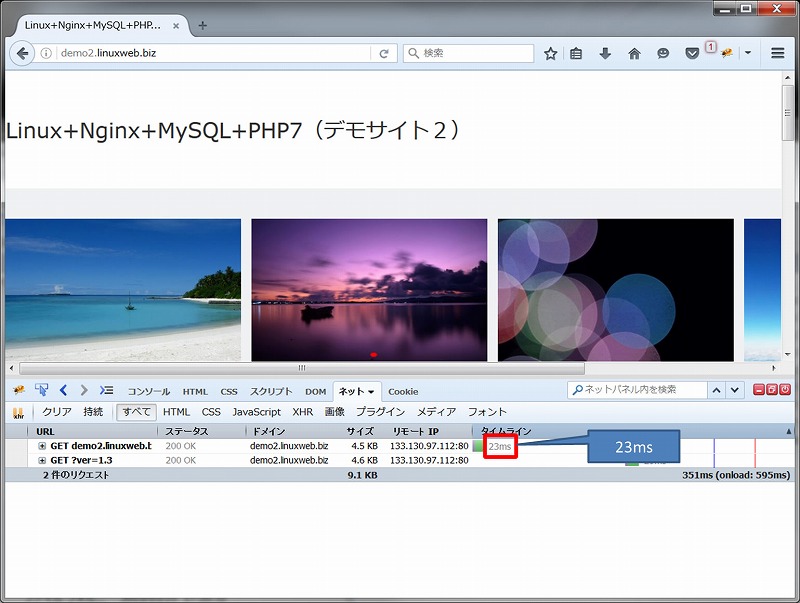 Linux+Nginx+MySQL+PHP...
demo2.linuxweb.biz
検索
1
Linux+Nginx+MySQL+PHP7（デモサイト２）
コンソール HTML CSS スクリプト DOM ネット Cookie
ネットパネル内を検索
xhr クリア 持続 すべて HTML CSS JavaScript XHR 画像 プラグイン メディア フォント
URL ステータス ドメイン サイズ リモート IP タイムライン
GET demo2.linuxweb.b 200 OK demo2.linuxweb.biz 4.5 KB 133.130.97.112:80 23ms
23ms
GET ?ver=1.3 200 OK demo2.linuxweb.biz 4.6 KB 133.130.97.112:80
2 件のリクエスト 9.1 KB 351ms (onload: 595ms)